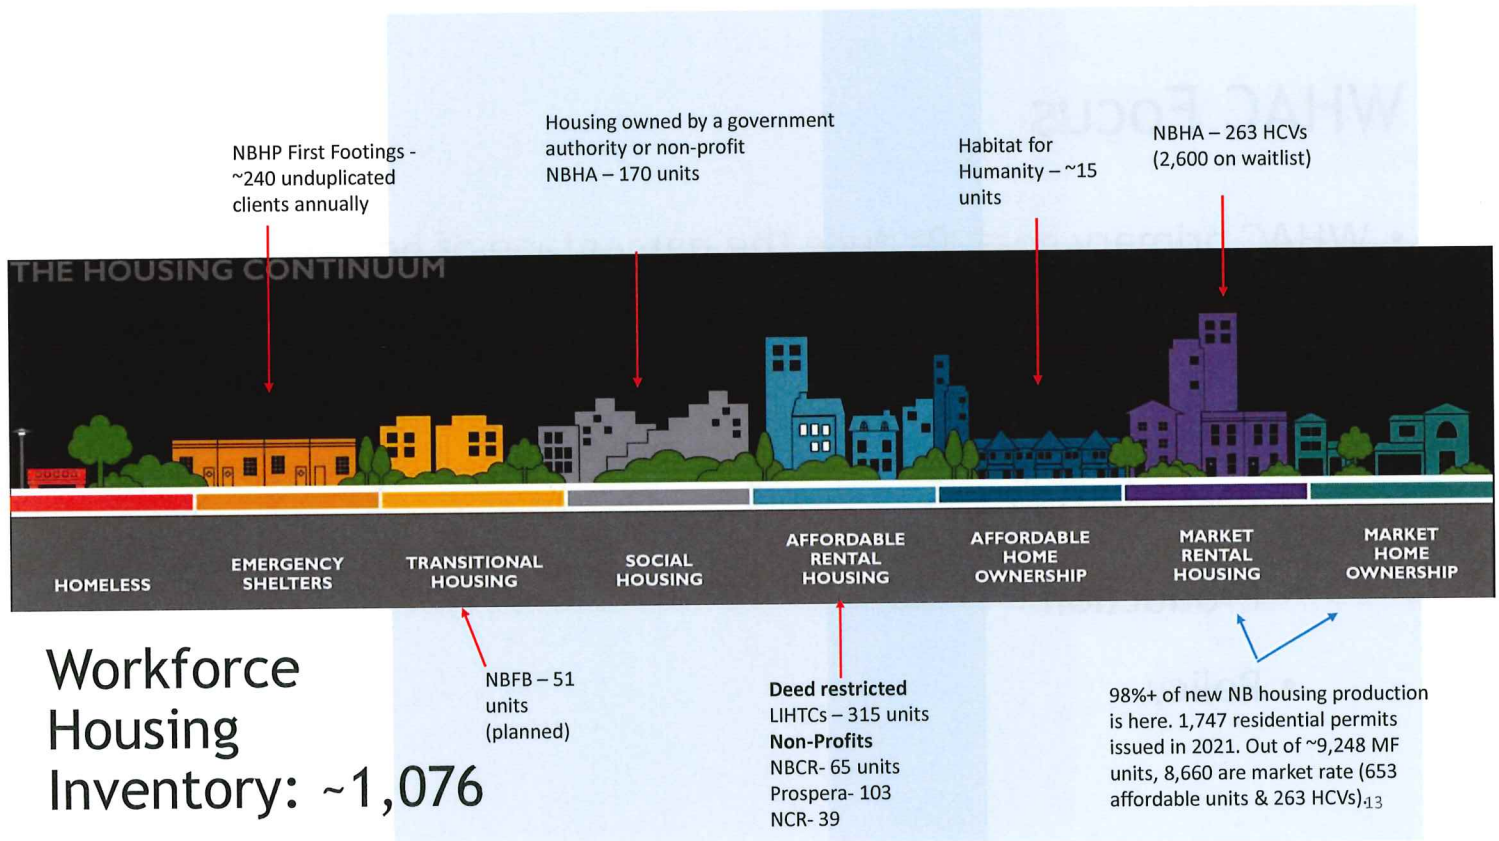 WHAC Focus
NBHP First Footings -
~240 unduplicated
clients annually
Housing owned by a government
authority or non-profit
NBHA – 170 units
Habitat for
Humanity – ~15
units
NBHA – 263 HCVs
(2,600 on waitlist)
THE HOUSING CONTINUUM
HOMELESS
EMERGENCY
SHELTERS
TRANSITIONAL
HOUSING
SOCIAL
HOUSING
AFFORDABLE
RENTAL
HOUSING
AFFORDABLE
HOME
OWNERSHIP
MARKET
RENTAL
HOUSING
MARKET
HOME
OWNERSHIP
Workforce
Housing
Inventory: ~1,076
NBFB – 51
units
(planned)
Deed restricted
LIHTCs – 315 units
Non-Profits
NBCR- 65 units
Prospera- 103
NCR- 39
98%+ of new NB housing production
is here. 1,747 residential permits
issued in 2021. Out of ~9,248 MF
units, 8,660 are market rate (653
affordable units & 263 HCVs).
13